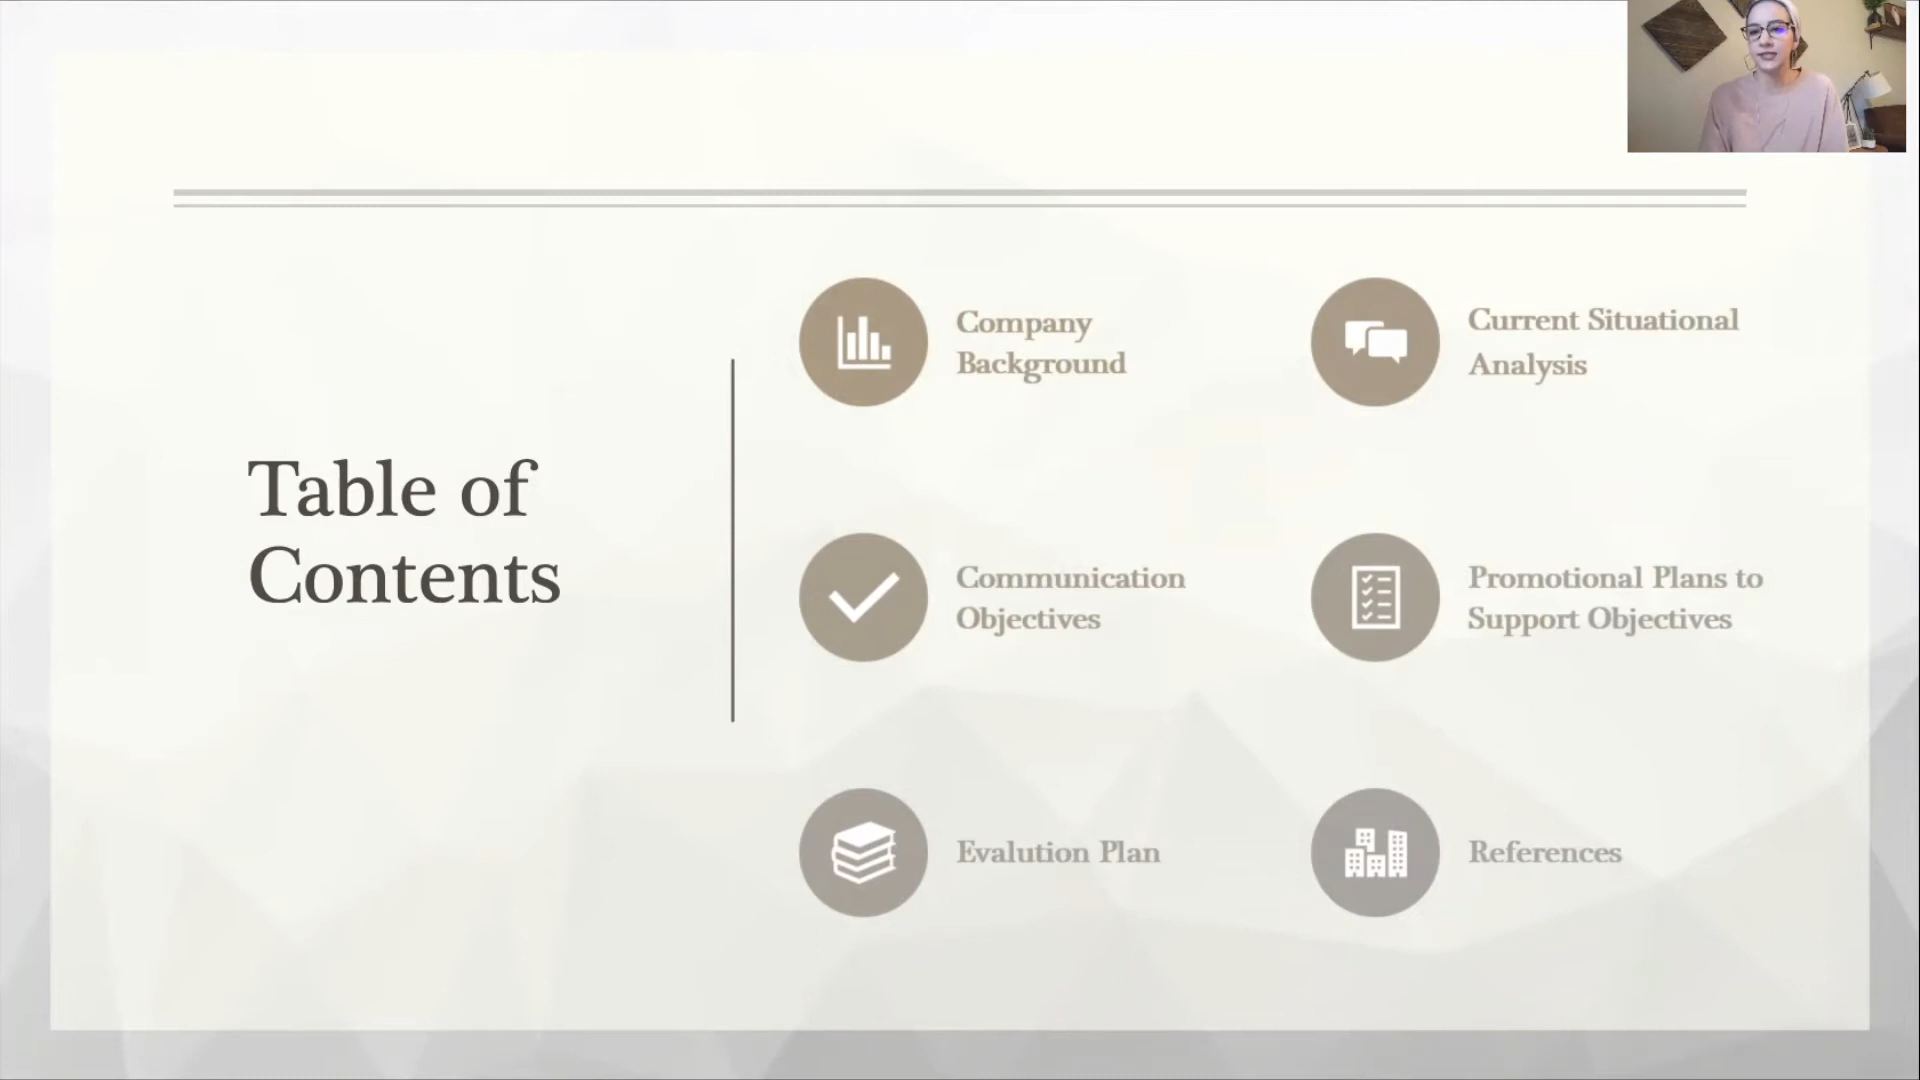 Table of
Contents
Company
Background
Current Situational
Analysis
Communication
Objectives
Promotional Plans to
Support Objectives
Evalution Plan
References